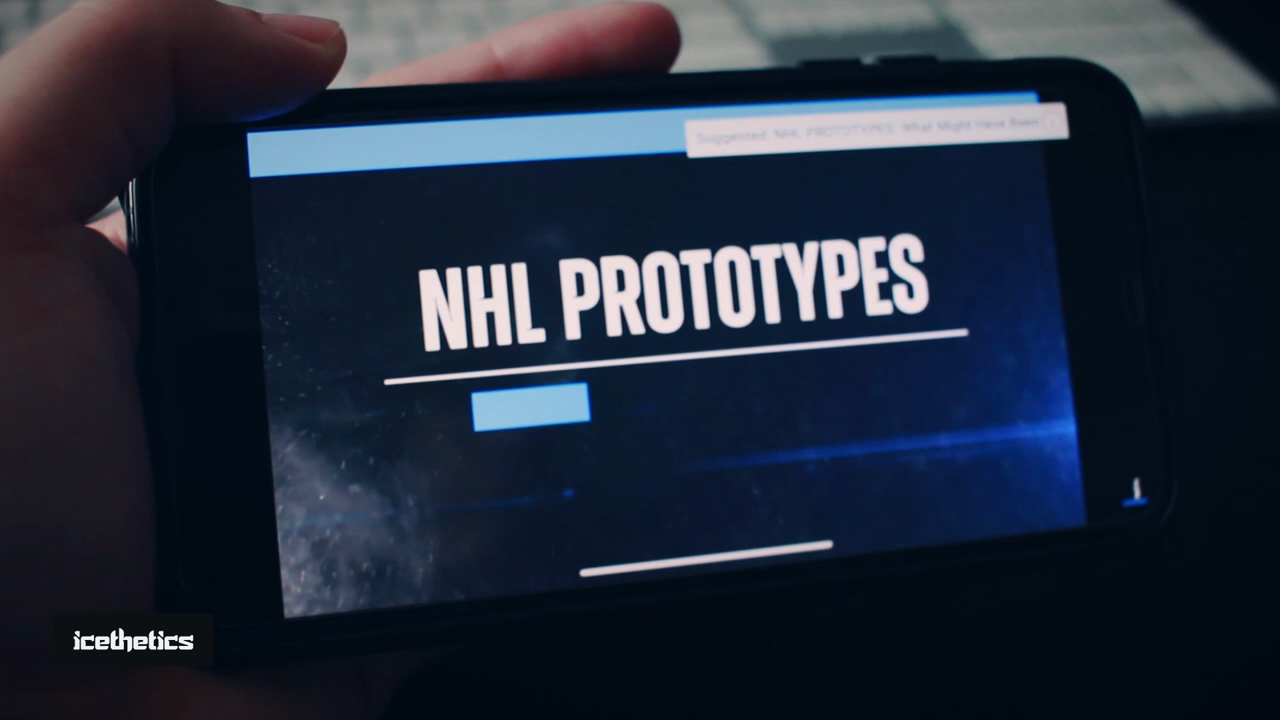 Suggested: NHL PROTOTYPES: What Might Have Been
NHL PROTOTYPES
icethetics